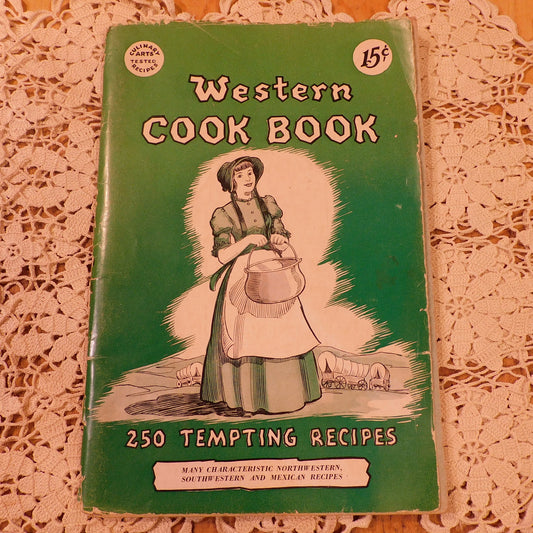 CULINARY
ARTS
TESTED
RECIPES
15¢
Western
COOK BOOK
250 TEMPTING RECIPES
MANY CHARACTERISTIC NORTHWESTERN,
SOUTHWESTERN AND MEXICAN RECIPES